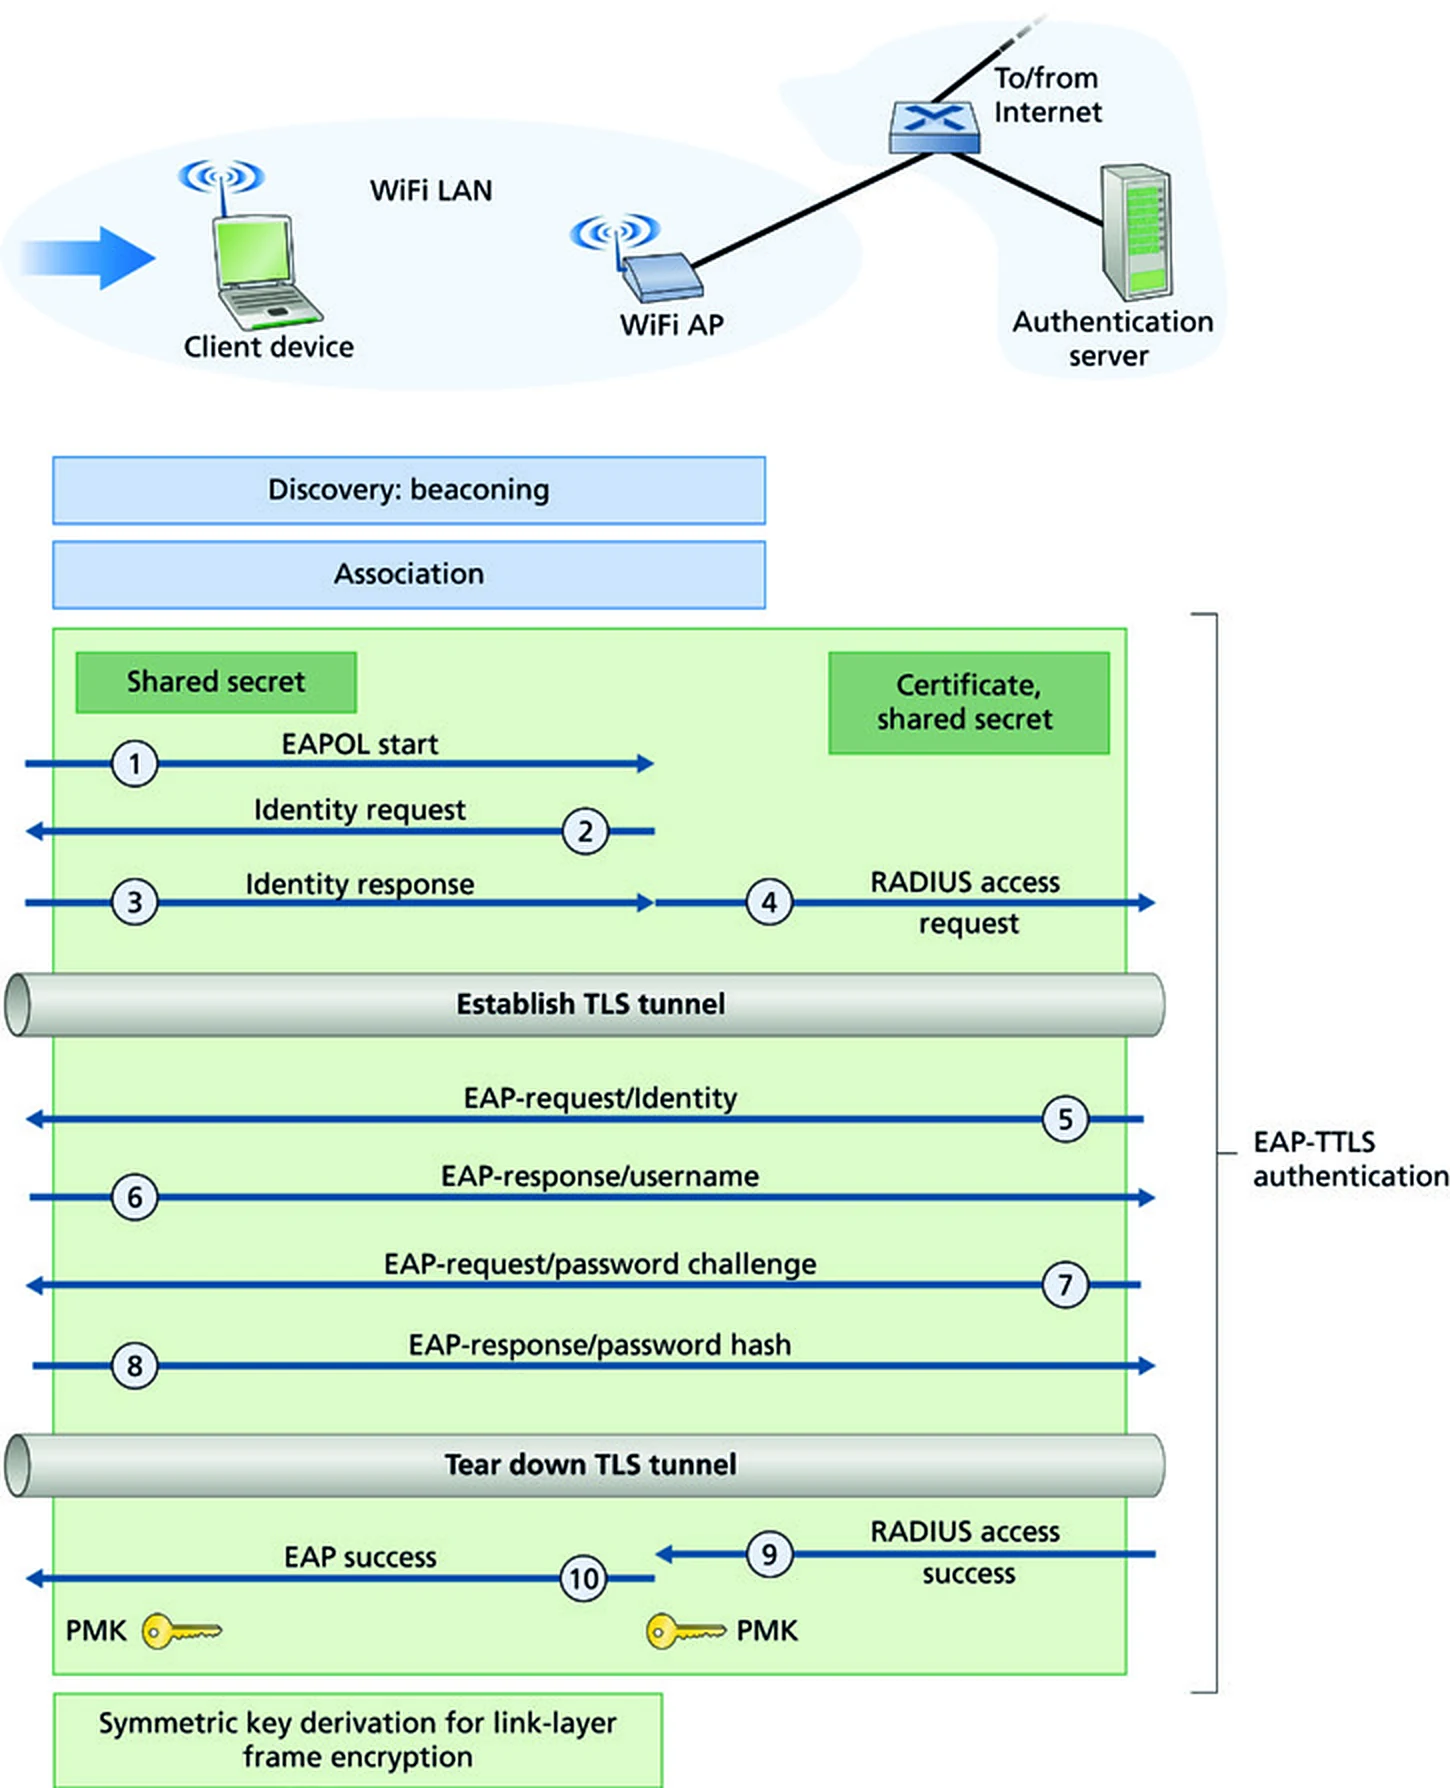 To/from
Internet
WiFi LAN
WiFi AP
Client device
Authentication
server
Discovery: beaconing
Association
Shared secret
Certificate,
shared secret
EAPOL start
1
Identity request
2
Identity response
3
4
RADIUS access
request
Establish TLS tunnel
EAP-request/Identity
5
EAP-response/username
6
EAP-request/password challenge
7
EAP-response/password hash
8
Tear down TLS tunnel
RADIUS access
9
success
EAP success
10
PMK
PMK
EAP-TTLS
authentication
Symmetric key derivation for link-layer
frame encryption